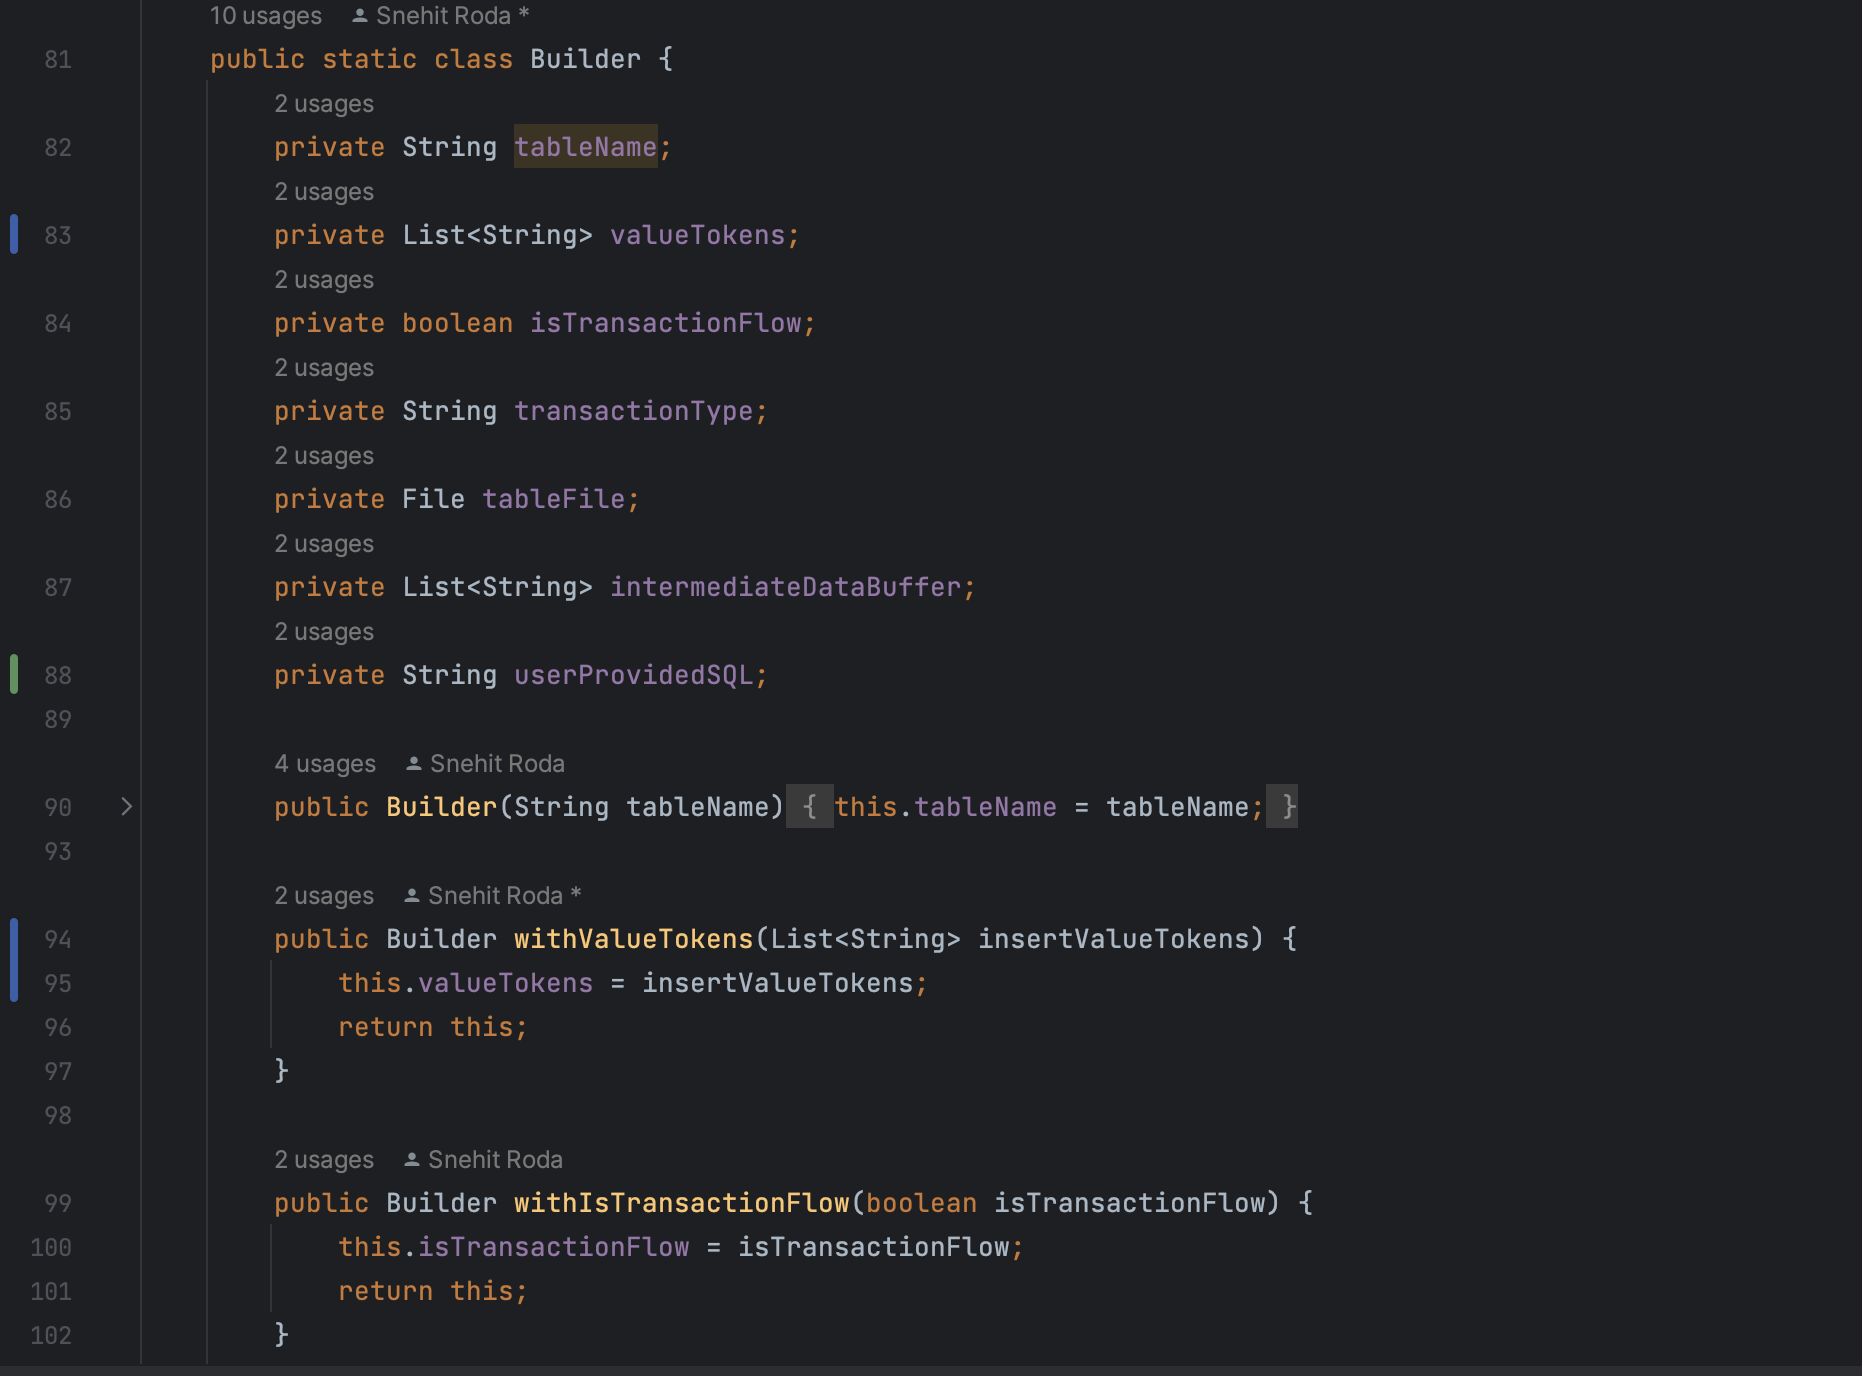 10 usages Snehit Roda *
81 public static class Builder {
2 usages
82 private String tableName;
2 usages
83 private List<String> valueTokens;
2 usages
84 private boolean isTransactionFlow;
2 usages
85 private String transactionType;
2 usages
86 private File tableFile;
2 usages
87 private List<String> intermediateDataBuffer;
2 usages
88 private String userProvidedSQL;
89
4 usages Snehit Roda
90 public Builder(String tableName) { this.tableName = tableName; }
93
2 usages Snehit Roda *
94 public Builder withValueTokens(List<String> insertValueTokens) {
95 this.valueTokens = insertValueTokens;
96 return this;
97 }
98
2 usages Snehit Roda
99 public Builder withIsTransactionFlow(boolean isTransactionFlow) {
100 this.isTransactionFlow = isTransactionFlow;
101 return this;
102 }